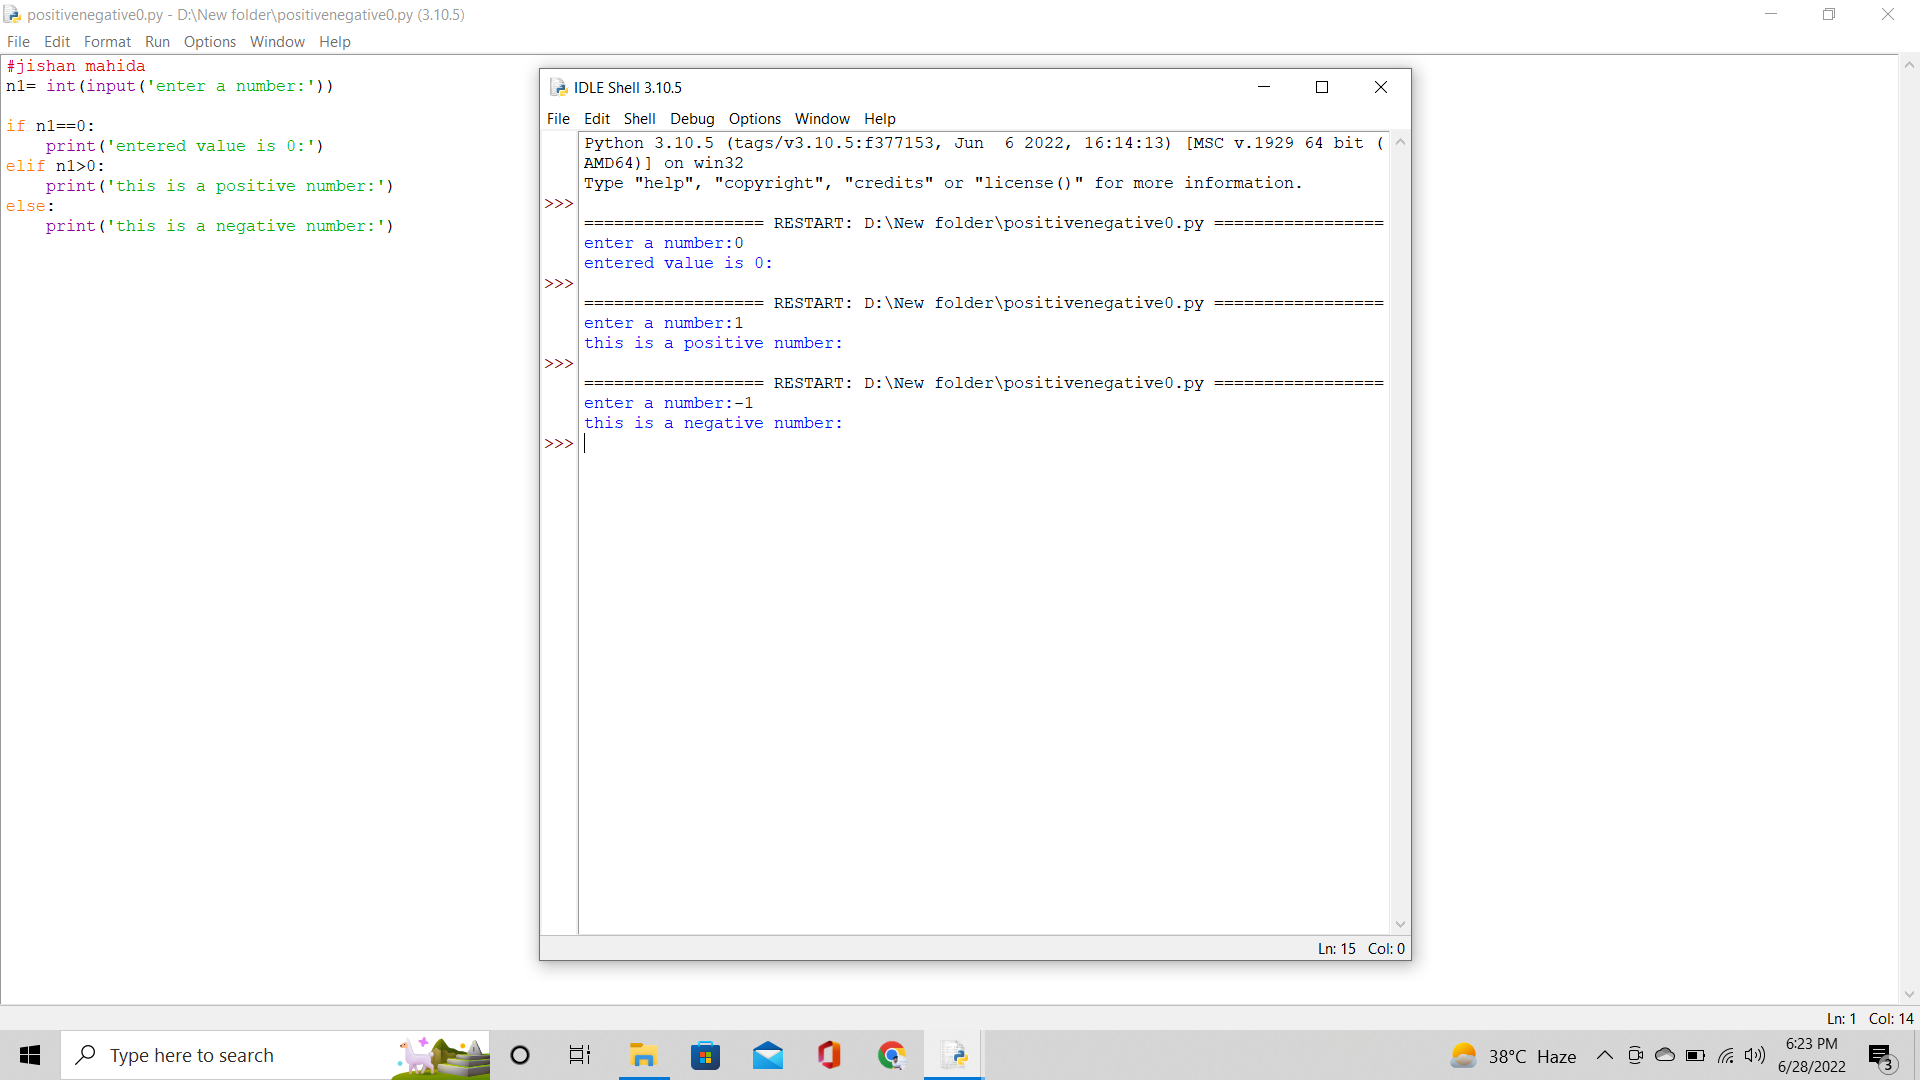 positivenegative0.py - D:\New folder\positivenegative0.py (3.10.5)
File Edit Format Run Options Window Help
#jishan mahida
n1= int(input('enter a number:'))
if n1==0:
    print('entered value is 0:')
elif n1>0:
    print('this is a positive number:')
else:
    print('this is a negative number:')
IDLE Shell 3.10.5
File Edit Shell Debug Options Window Help
Python 3.10.5 (tags/v3.10.5:f377153, Jun  6 2022, 16:14:13) [MSC v.1929 64 bit (
AMD64)] on win32
Type "help", "copyright", "credits" or "license()" for more information.
>>>
================== RESTART: D:\New folder\positivenegative0.py =================
enter a number:0
entered value is 0:
>>>
================== RESTART: D:\New folder\positivenegative0.py =================
enter a number:1
this is a positive number:
>>>
================== RESTART: D:\New folder\positivenegative0.py =================
enter a number:-1
this is a negative number:
>>>
Ln: 15 Col: 0
Ln: 1 Col: 14
Type here to search
38°C Haze
6:23 PM
6/28/2022
3